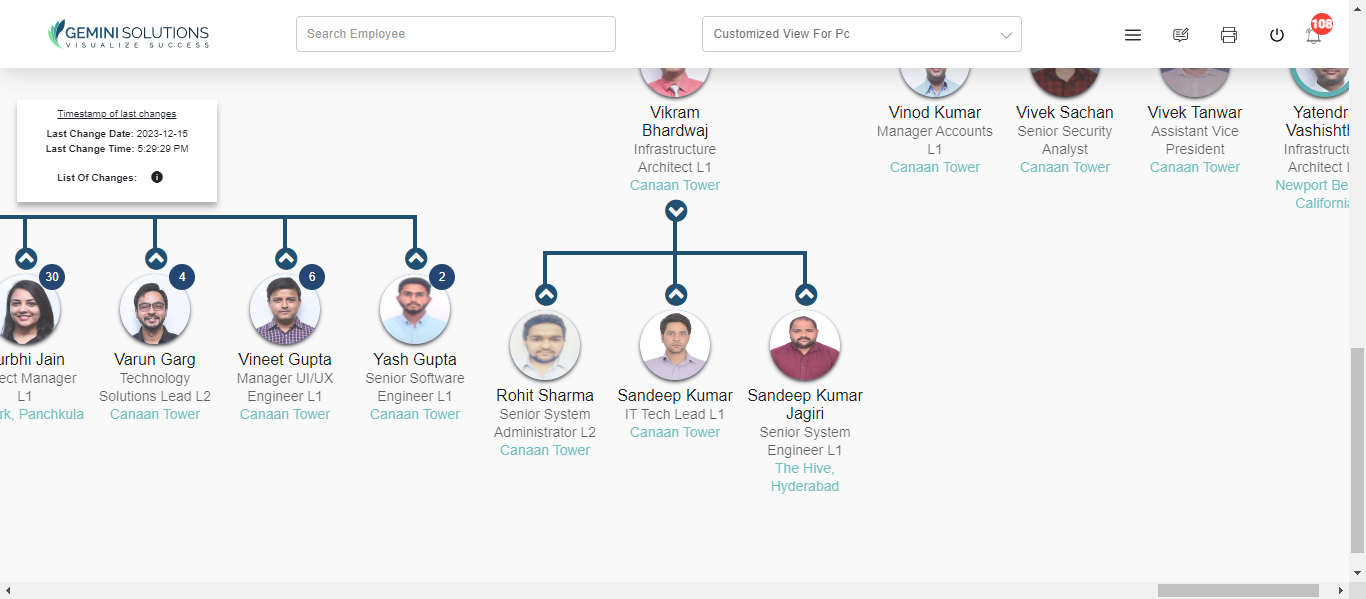 GEMINI SOLUTIONS
VISUALIZE SUCCESS
Search Employee
Customized View For Pc
108
Timestamp of last changes
Last Change Date: 2023-12-15
Last Change Time: 5:29:29 PM
List Of Changes:
Vikram
Bhardwaj
Infrastructure
Architect L1
Canaan Tower
Vinod Kumar
Manager Accounts
L1
Canaan Tower
Vivek Sachan
Senior Security
Analyst
Canaan Tower
Vivek Tanwar
Assistant Vice
President
Canaan Tower
Yatendr
Vashishth
Infrastructu
Architect L
Newport Be
California
30
urbhi Jain
ect Manager
L1
rk, Panchkula
4
Varun Garg
Technology
Solutions Lead L2
Canaan Tower
6
Vineet Gupta
Manager UI/UX
Engineer L1
Canaan Tower
2
Yash Gupta
Senior Software
Engineer L1
Canaan Tower
Rohit Sharma
Senior System
Administrator L2
Canaan Tower
Sandeep Kumar
IT Tech Lead L1
Canaan Tower
Sandeep Kumar
Jagiri
Senior System
Engineer L1
The Hive,
Hyderabad